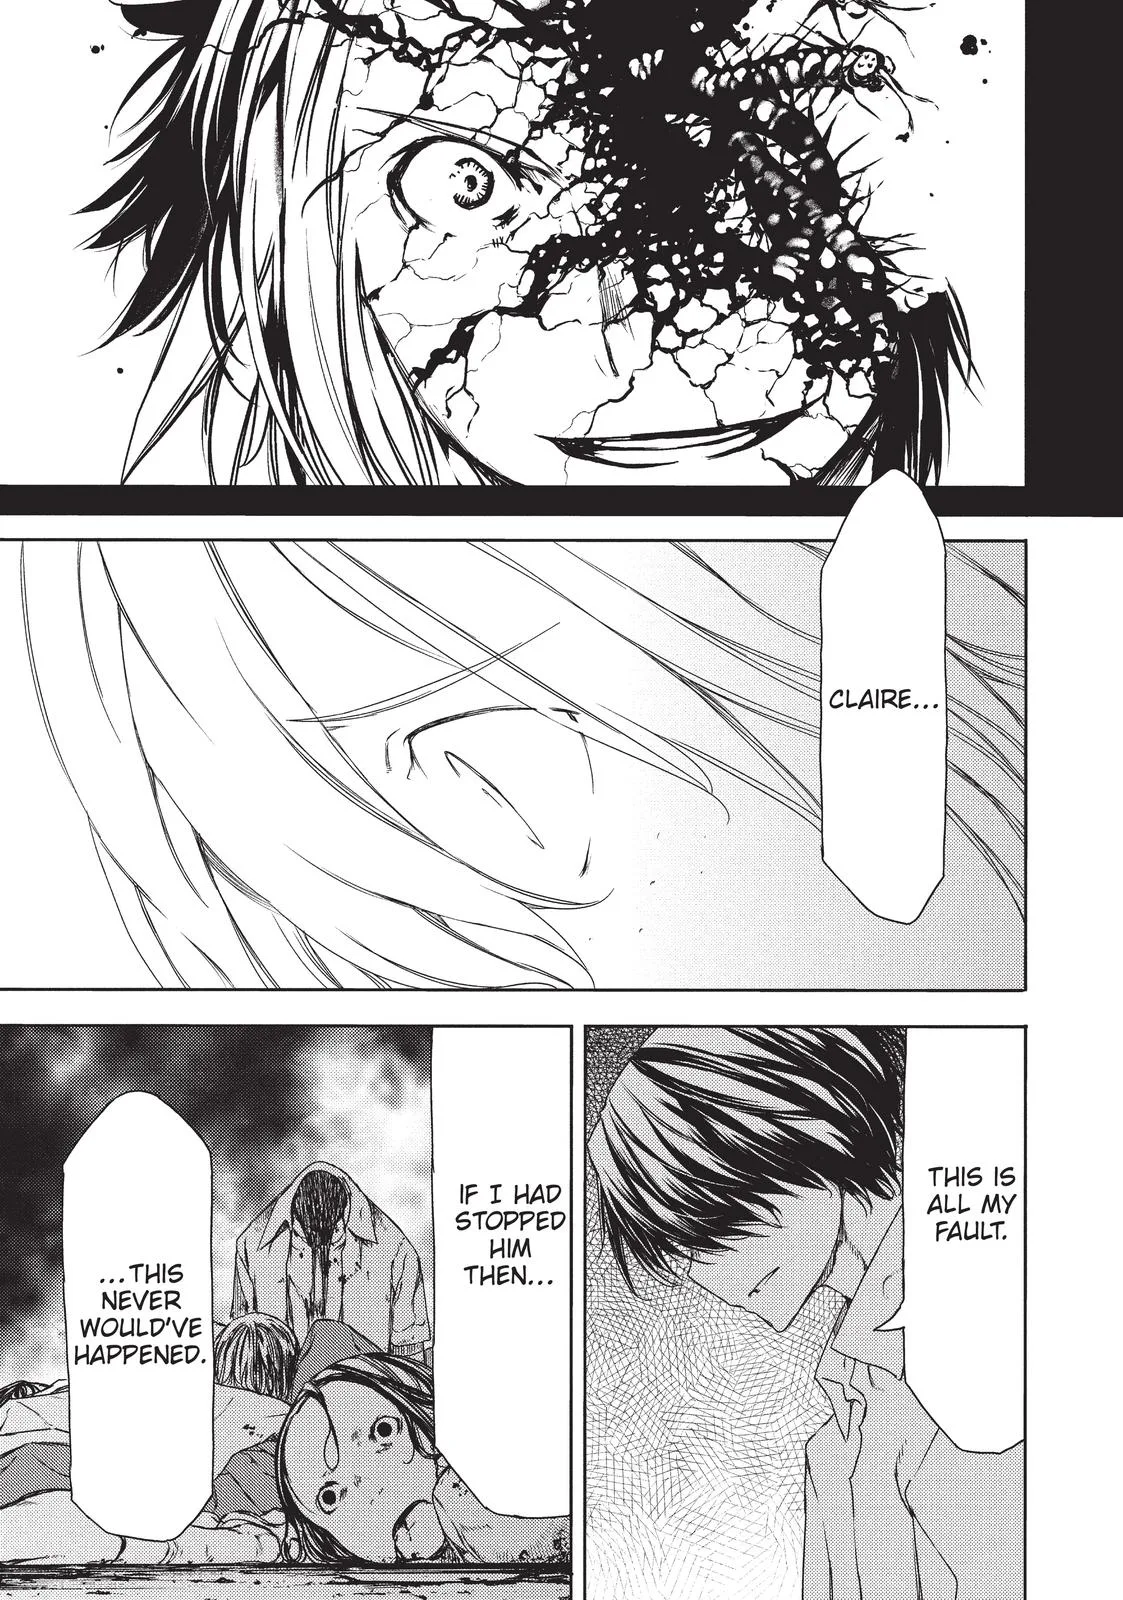 CLAIRE...
THIS IS
ALL MY
FAULT.
IF I HAD
STOPPED
HIM
THEN...
...THIS
NEVER
WOULD'VE
HAPPENED.